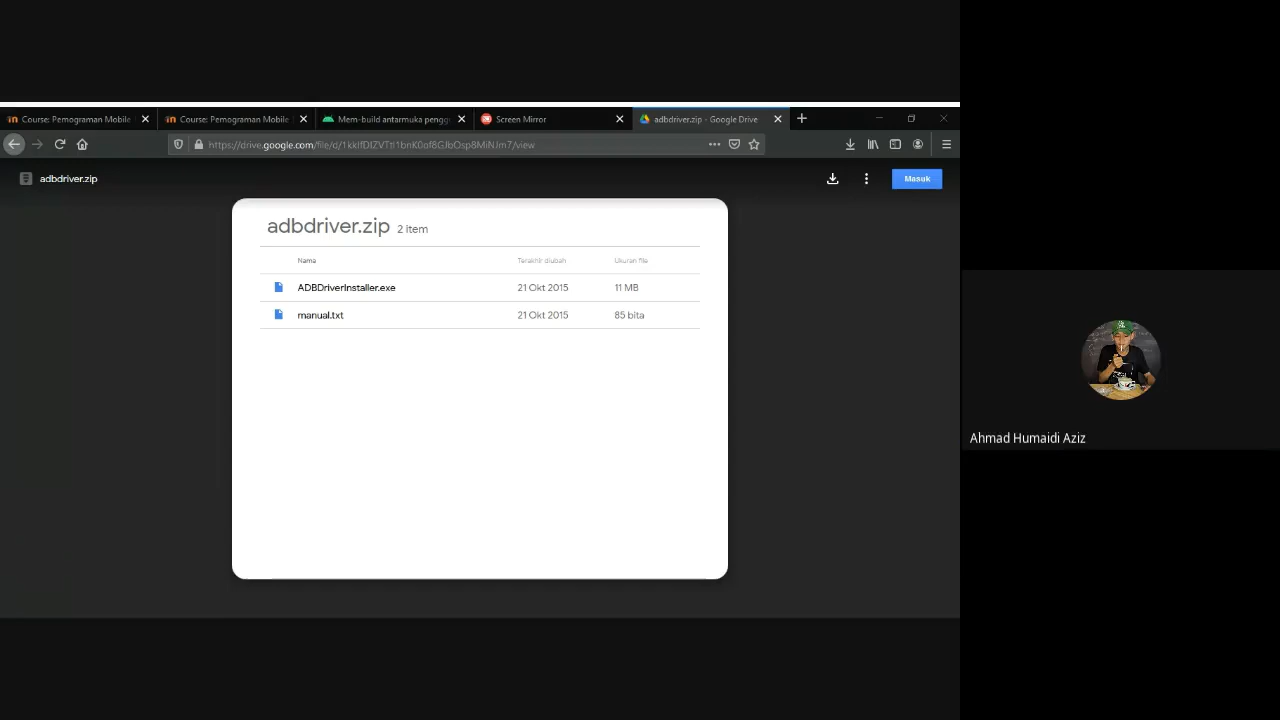 Course: Pemograman Mobile
Course: Pemograman Mobile
Mem-build antarmuka pengg
Screen Mirror
adbdriver.zip - Google Drive
adbdriver.zip
Masuk
adbdriver.zip 2 item
Nama Terakhir diubah Ukuran file
ADBDriverInstaller.exe 21 Okt 2015 11 MB
manual.txt 21 Okt 2015 85 bita
Ahmad Humaidi Aziz